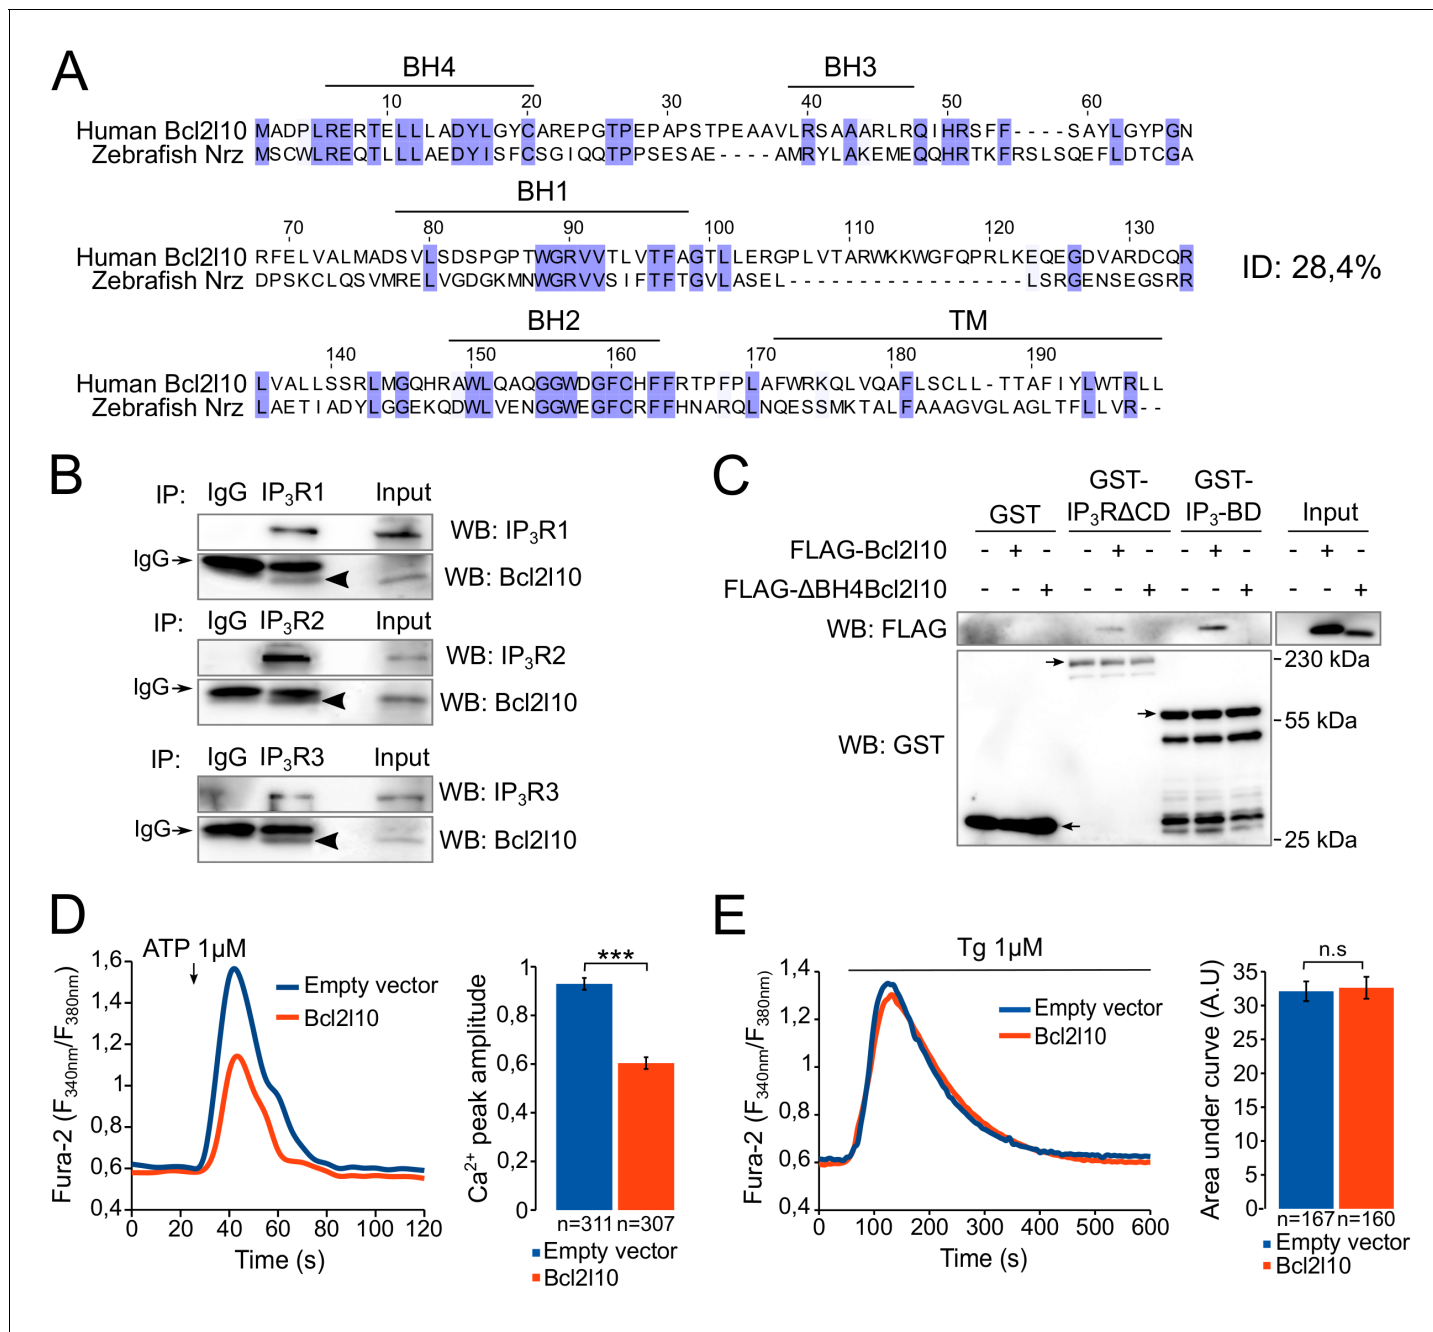 A
BH4 BH3
10 20 30 40 50 60
Human Bcl2l10 MADPLRERTELLLADYLGYCAREPGTPEPAPSTPEAAVLRSAAARLRQIHRSFF----SAYLGYPGN
Zebrafish Nrz MSCWLREQTLLLAEDYISFCSGIQQTPPSESAE----AMRYLAKEMEQQHRTKFRSLSQEFLDTCGA
BH1
70 80 90 100 110 120 130
Human Bcl2l10 RFELVALMADSVLSDSPGPTWGRVVTLVTFAGTLLERGPLVTARWKKWGFQPRLKEQEGDVARDCQR
Zebrafish Nrz DPSKCLQSVMRELVGDGKMNWGRVVSIFTFTGVLASEL-----------------LSRGENSEGSRR
ID: 28,4%
BH2 TM
140 150 160 170 180 190
Human Bcl2l10 LVALLSSRLMGQHRAWLQAQGGWDGFCHFFRTPFPLAFWRKQLVQAFLSCLL-TTAFIYLWTRLL
Zebrafish Nrz LAETIADYLGGEKQDWLVENGGWEGFCRFFHNARQLNQESSMKTALFAAAGVGLAGLTFLLVR--
B
IP: IgG IP3R1 Input
WB: IP3R1
IgG
WB: Bcl2l10
IP: IgG IP3R2 Input
WB: IP3R2
IgG
WB: Bcl2l10
IP: IgG IP3R3 Input
WB: IP3R3
IgG
WB: Bcl2l10
C
GST GST-IP3RΔCD GST-IP3-BD Input
FLAG-Bcl2l10 - + - - + - - + - - + -
FLAG-ΔBH4Bcl2l10 - - + - - + - - + - - +
WB: FLAG
WB: GST
-230 kDa
-55 kDa
-25 kDa
D
ATP 1µM
Empty vector
Bcl2l10
Fura-2 (F340nm/F380nm)
1,6
1,4
1,2
1
0,8
0,6
0,4
0 20 40 60 80 100 120
Time (s)
***
Ca2+ peak amplitude
1
0,8
0,6
0,4
0,2
0
n=311 n=307
Empty vector
Bcl2l10
E
Tg 1µM
Empty vector
Bcl2l10
Fura-2 (F340nm/F380nm)
1,4
1,2
1
0,8
0,6
0,4
0 100 200 300 400 500 600
Time (s)
n.s
Area under curve (A.U)
35
30
25
20
15
10
5
0
n=167 n=160
Empty vector
Bcl2l10